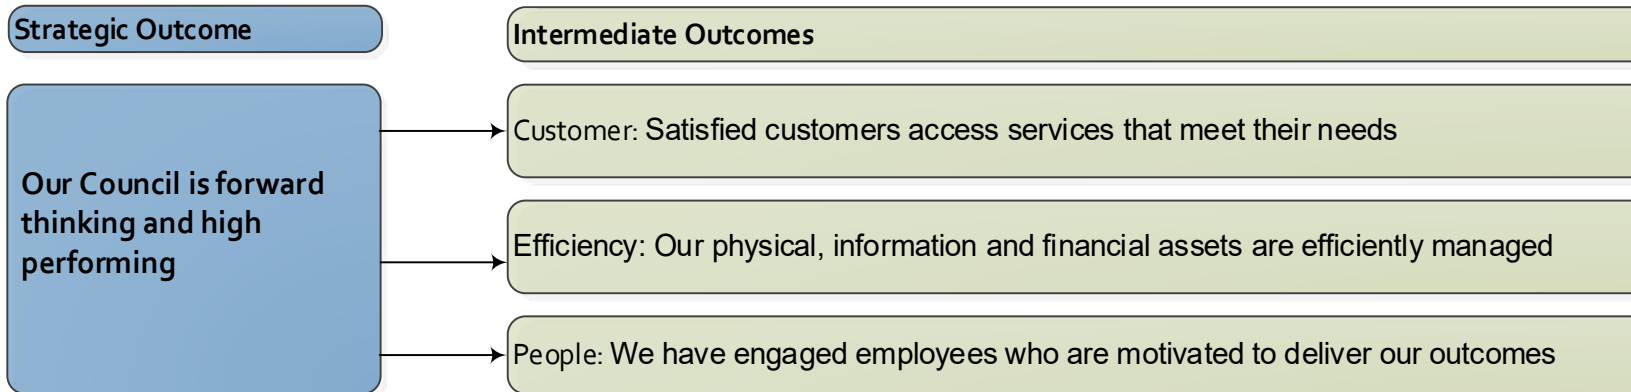 Strategic Outcome
Intermediate Outcomes
Our Council is forward
thinking and high
performing
Customer: Satisfied customers access services that meet their needs
Efficiency: Our physical, information and financial assets are efficiently managed
People: We have engaged employees who are motivated to deliver our outcomes